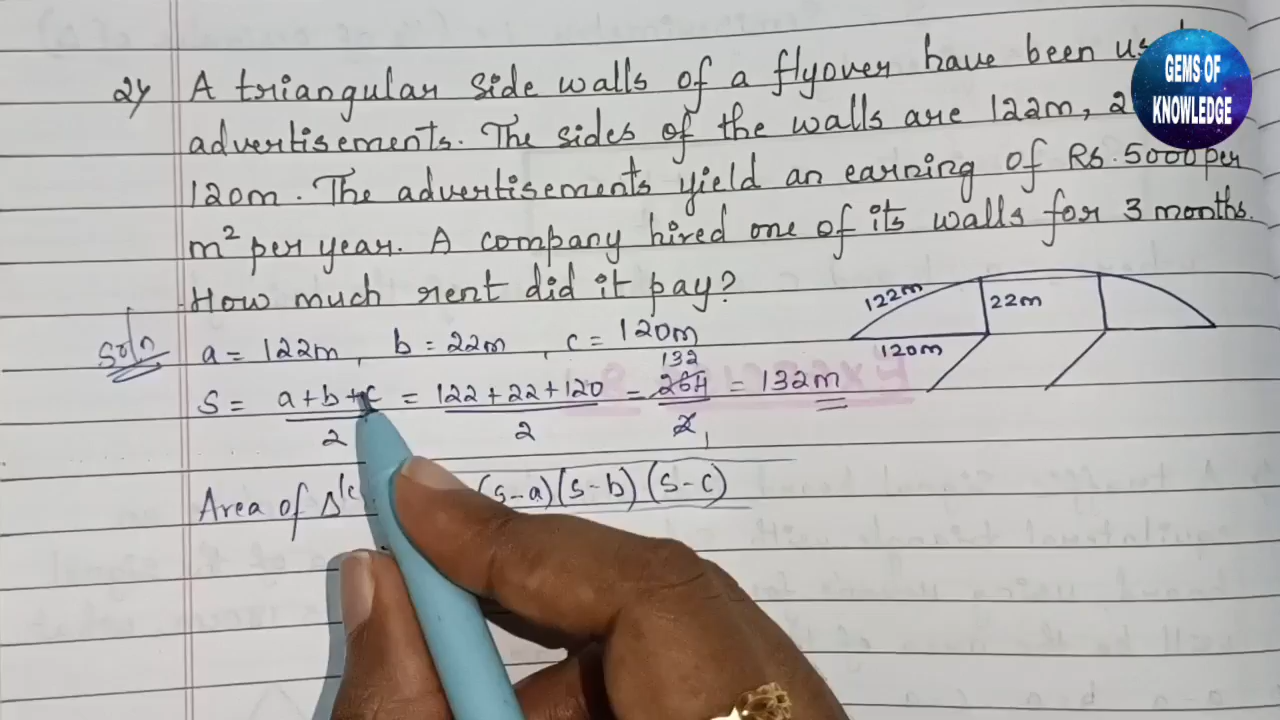 2) A triangular side walls of a flyover have been
advertisements. The sides of the walls are 122m,
120m. The advertisements yield an earning of Rs. 5000 per
m² per year. A company hired one of its walls for 3 months.
How much rent did it pay?
Soln a = 122m, b = 22m, c = 120m
S = a+b+c/2 = 122+22+120/2 = 264/2 = 132m
132
1
Area of Δle (s-a)(s-b)(s-c)
122m
22m
120m
GEMS OF
KNOWLEDGE